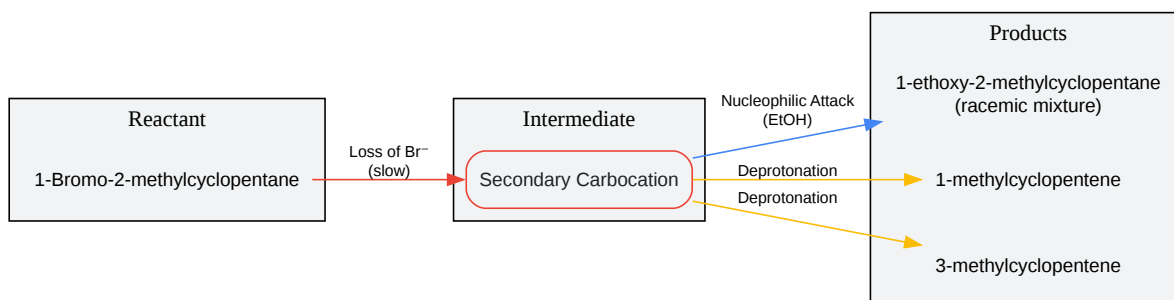 Reactant
1-Bromo-2-methylcyclopentane
Loss of Br⁻
(slow)
Intermediate
Secondary Carbocation
Nucleophilic Attack
(EtOH)
Deprotonation
Deprotonation
Products
1-ethoxy-2-methylcyclopentane
(racemic mixture)
1-methylcyclopentene
3-methylcyclopentene